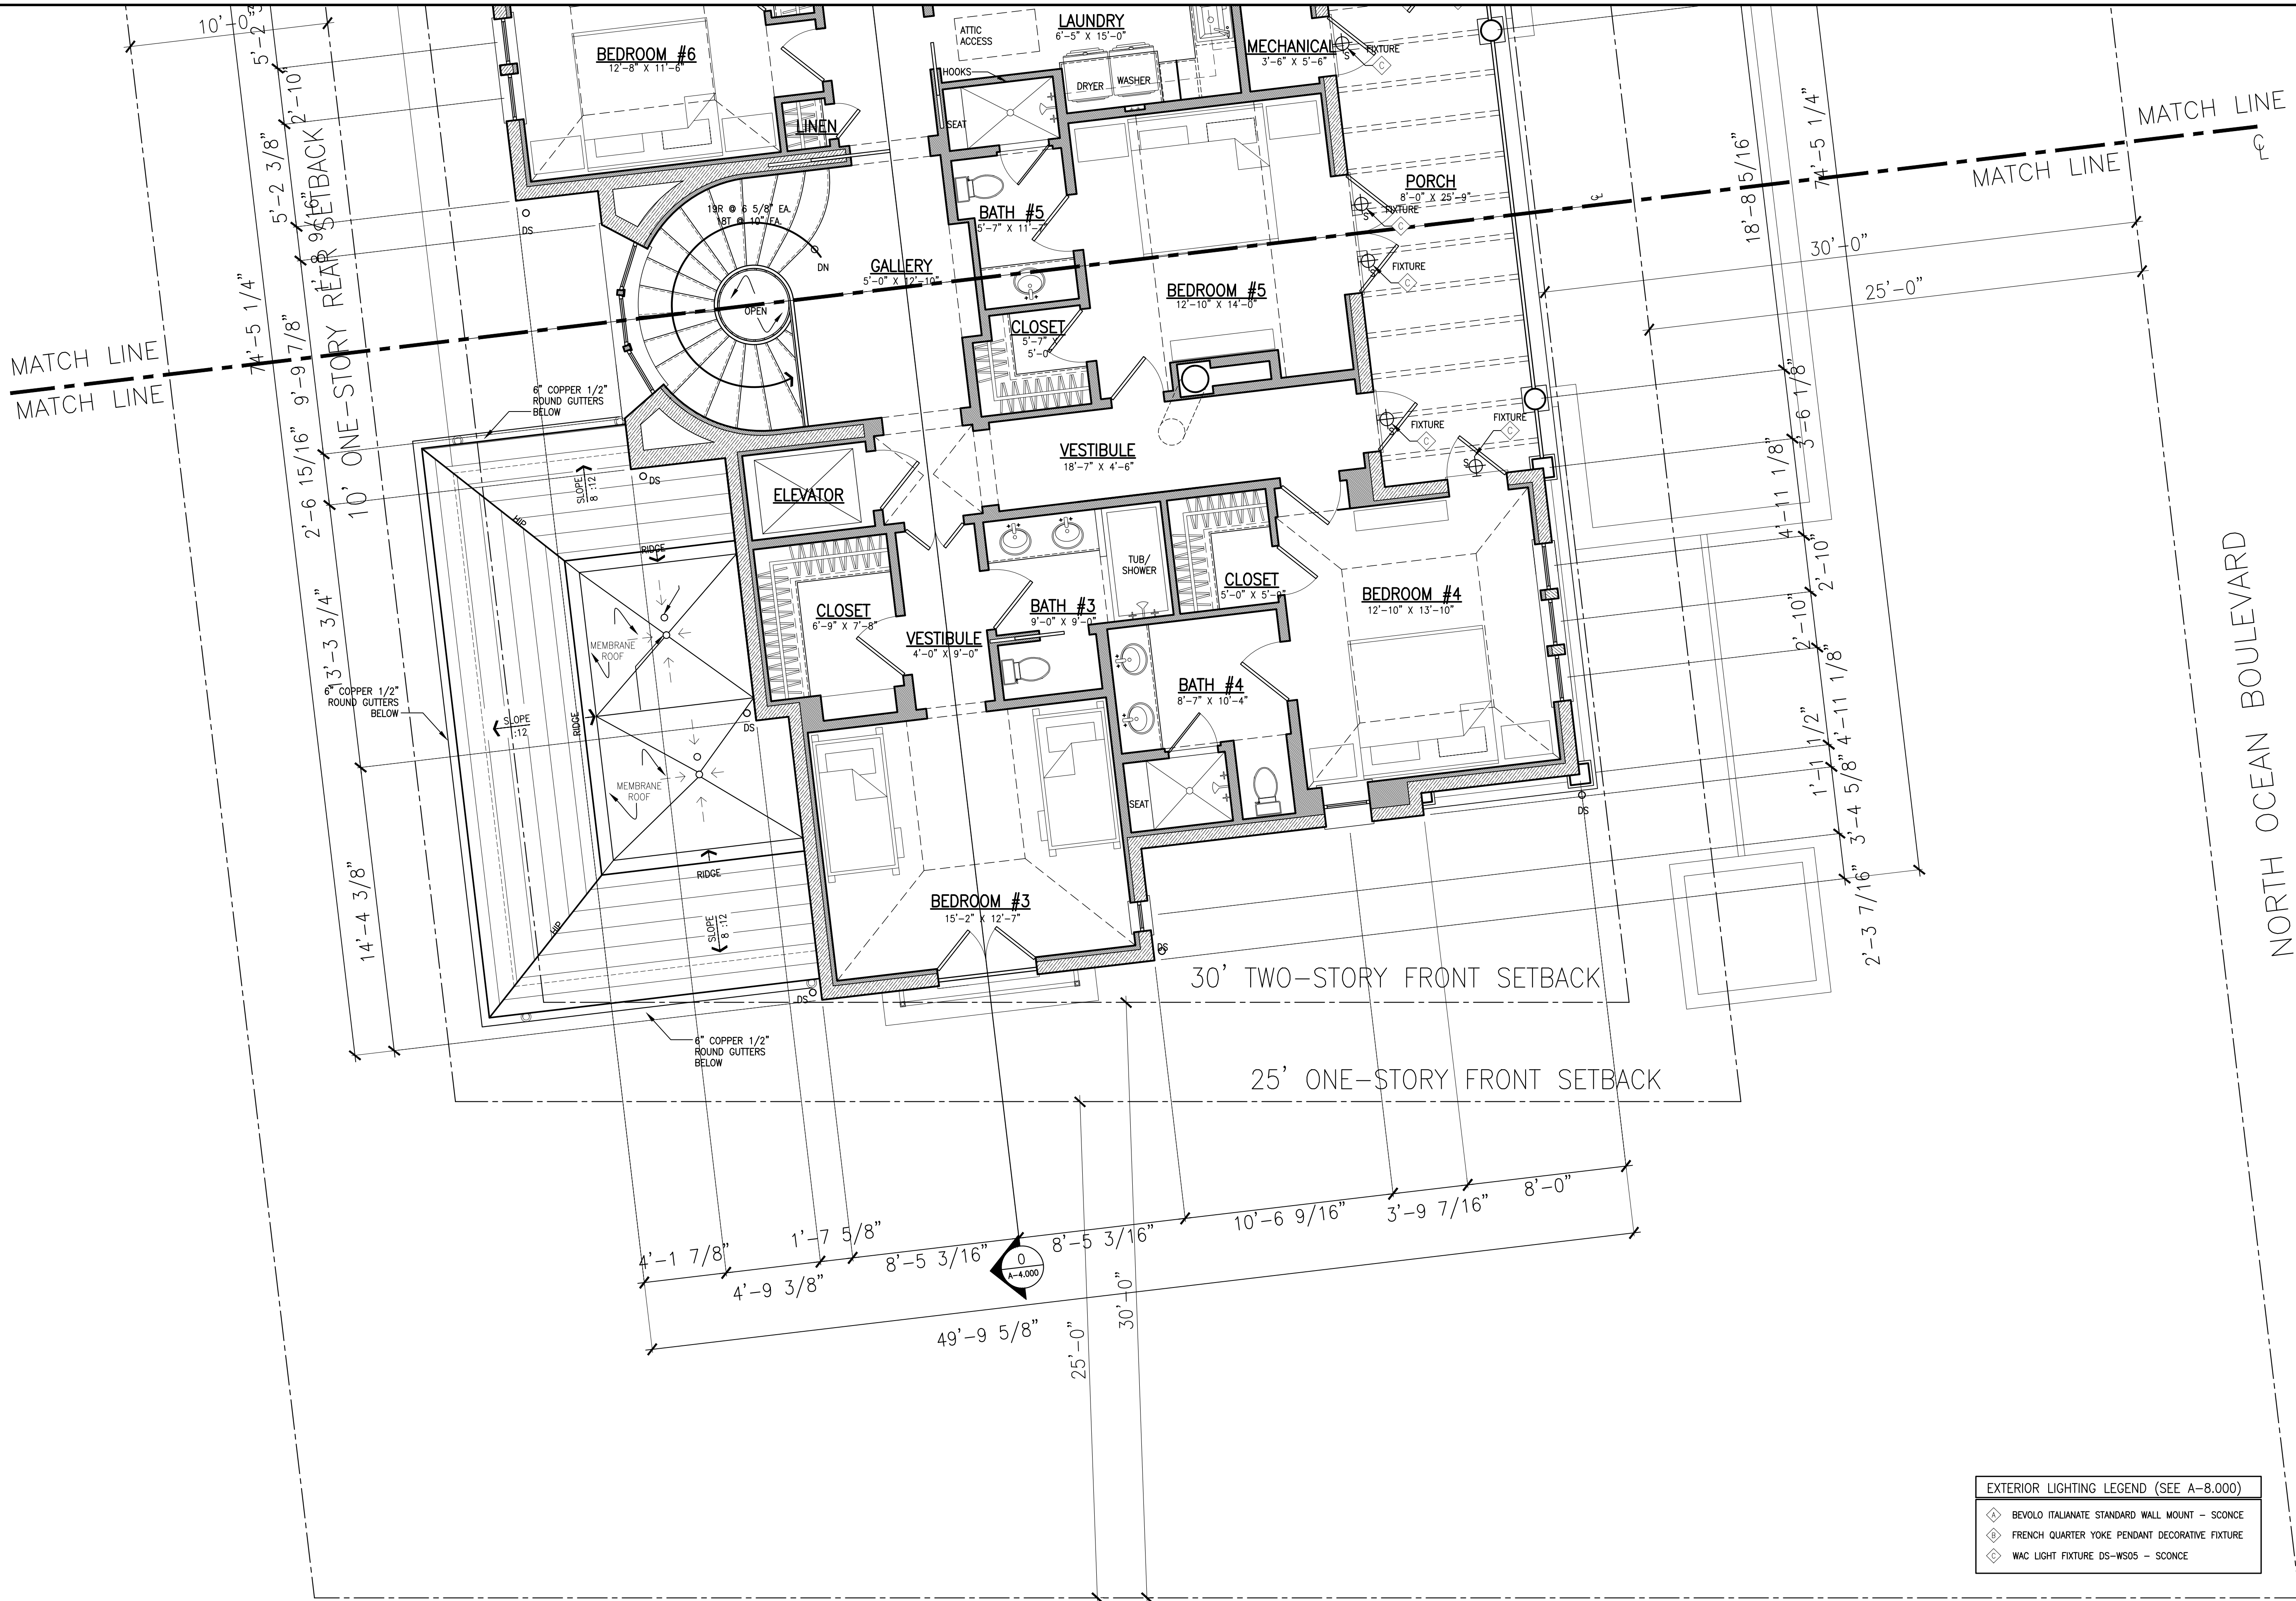 10'-0"
5'-2
2'-10"
5'-2 3/8"
9/16"
9'-9 7/8"
74'-5 1/4"
2'-6 15/16"
13'-3 3/4"
14'-4 3/8"
10' ONE-STORY REAR SETBACK
MATCH LINE
MATCH LINE
BEDROOM #6
12'-8" X 11'-6"
LINEN
ATTIC
ACCESS
LAUNDRY
6'-5" X 15'-0"
HOOKS
DRYER
WASHER
MECHANICAL
3'-6" X 5'-6"
S
FIXTURE
C
SEAT
DS
19R @ 6 5/8" EA.
18T @ 10" EA.
DN
OPEN
GALLERY
5'-0" X 12'-10"
BATH #5
5'-7" X 11'-
BEDROOM #5
12'-10" X 14'-0"
CLOSET
5'-7" X
5'-0"
PORCH
8'-0" X 25'-9"
S
FIXTURE
C
S
FIXTURE
C
℄
MATCH LINE
MATCH LINE
℄
18'-8 5/16"
74'-5 1/4"
30'-0"
25'-0"
6" COPPER 1/2"
ROUND GUTTERS
BELOW
VESTIBULE
18'-7" X 4'-6"
S
FIXTURE
C
FIXTURE
C
S
DS
SLOPE
8 :12
HIP
RIDGE
ELEVATOR
TUB/
SHOWER
CLOSET
5'-0" X 5'-9"
BEDROOM #4
12'-10" X 13'-10"
CLOSET
6'-9" X 7'-8"
VESTIBULE
4'-0" X 9'-0"
BATH #3
9'-0" X 9'-0"
BATH #4
8'-7" X 10'-4"
MEMBRANE
ROOF
6" COPPER 1/2"
ROUND GUTTERS
BELOW
SLOPE
:12
RIDGE
DS
MEMBRANE
ROOF
SEAT
DS
RIDGE
SLOPE
8 :12
HIP
BEDROOM #3
15'-2" X 12'-7"
DS
DS
6" COPPER 1/2"
ROUND GUTTERS
BELOW
3'-6 1/8"
4'-11 1/8"
2'-10"
2'-10"
4'-11 1/8"
1'-1 1/2"
3'-4 5/8"
2'-3 7/16"
NORTH OCEAN BOULEVARD
30' TWO-STORY FRONT SETBACK
25' ONE-STORY FRONT SETBACK
4'-1 7/8"
4'-9 3/8"
1'-7 5/8"
8'-5 3/16"
0
A-4.000
8'-5 3/16"
10'-6 9/16"
3'-9 7/16"
8'-0"
49'-9 5/8"
25'-0"
30'-0"
EXTERIOR LIGHTING LEGEND (SEE A-8.000)
A BEVOLO ITALIANATE STANDARD WALL MOUNT - SCONCE
B FRENCH QUARTER YOKE PENDANT DECORATIVE FIXTURE
C WAC LIGHT FIXTURE DS-WS05 - SCONCE